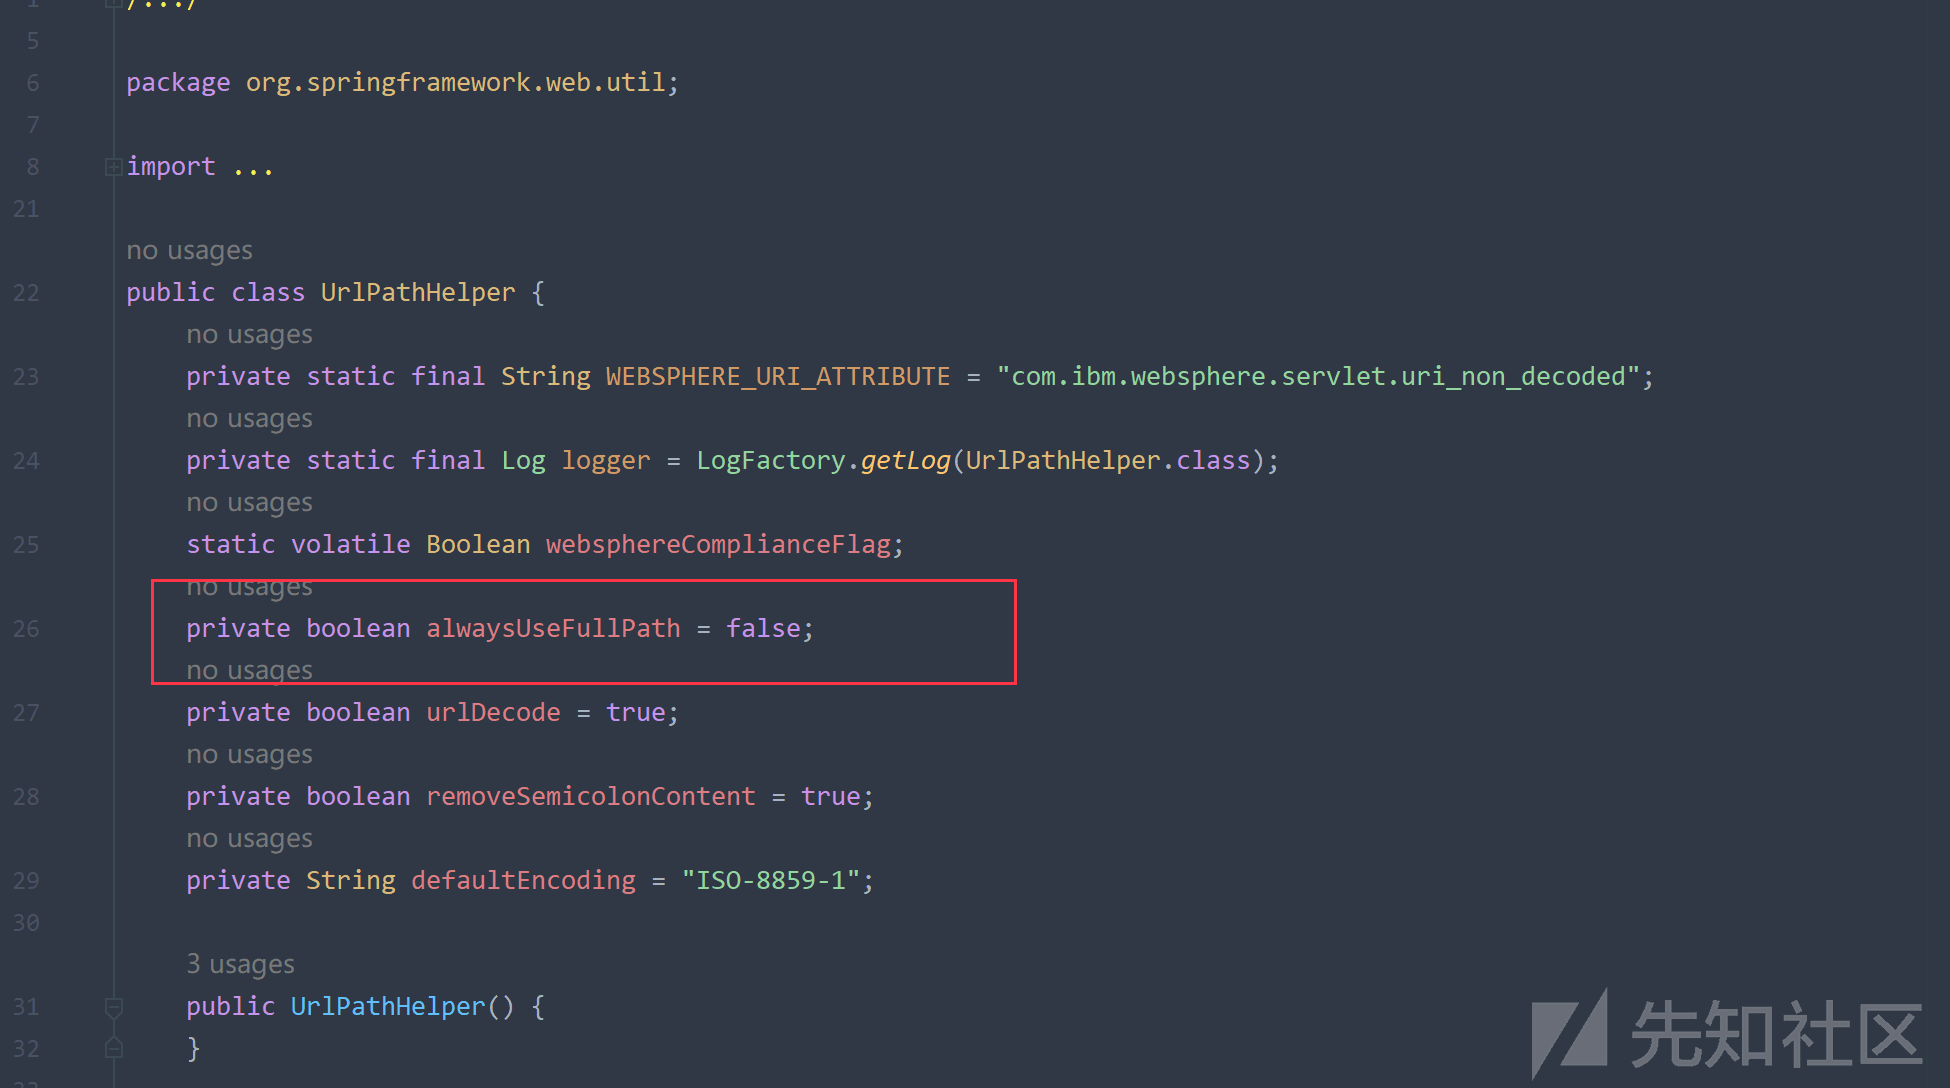 1 /.../
5
6 package org.springframework.web.util;
7
8 import ...
21
no usages
22 public class UrlPathHelper {
no usages
23 private static final String WEBSPHERE_URI_ATTRIBUTE = "com.ibm.websphere.servlet.uri_non_decoded";
no usages
24 private static final Log logger = LogFactory.getLog(UrlPathHelper.class);
no usages
25 static volatile Boolean websphereComplianceFlag;
no usages
26 private boolean alwaysUseFullPath = false;
no usages
27 private boolean urlDecode = true;
no usages
28 private boolean removeSemicolonContent = true;
no usages
29 private String defaultEncoding = "ISO-8859-1";
30
3 usages
31 public UrlPathHelper() {
32 }
33
先知社区